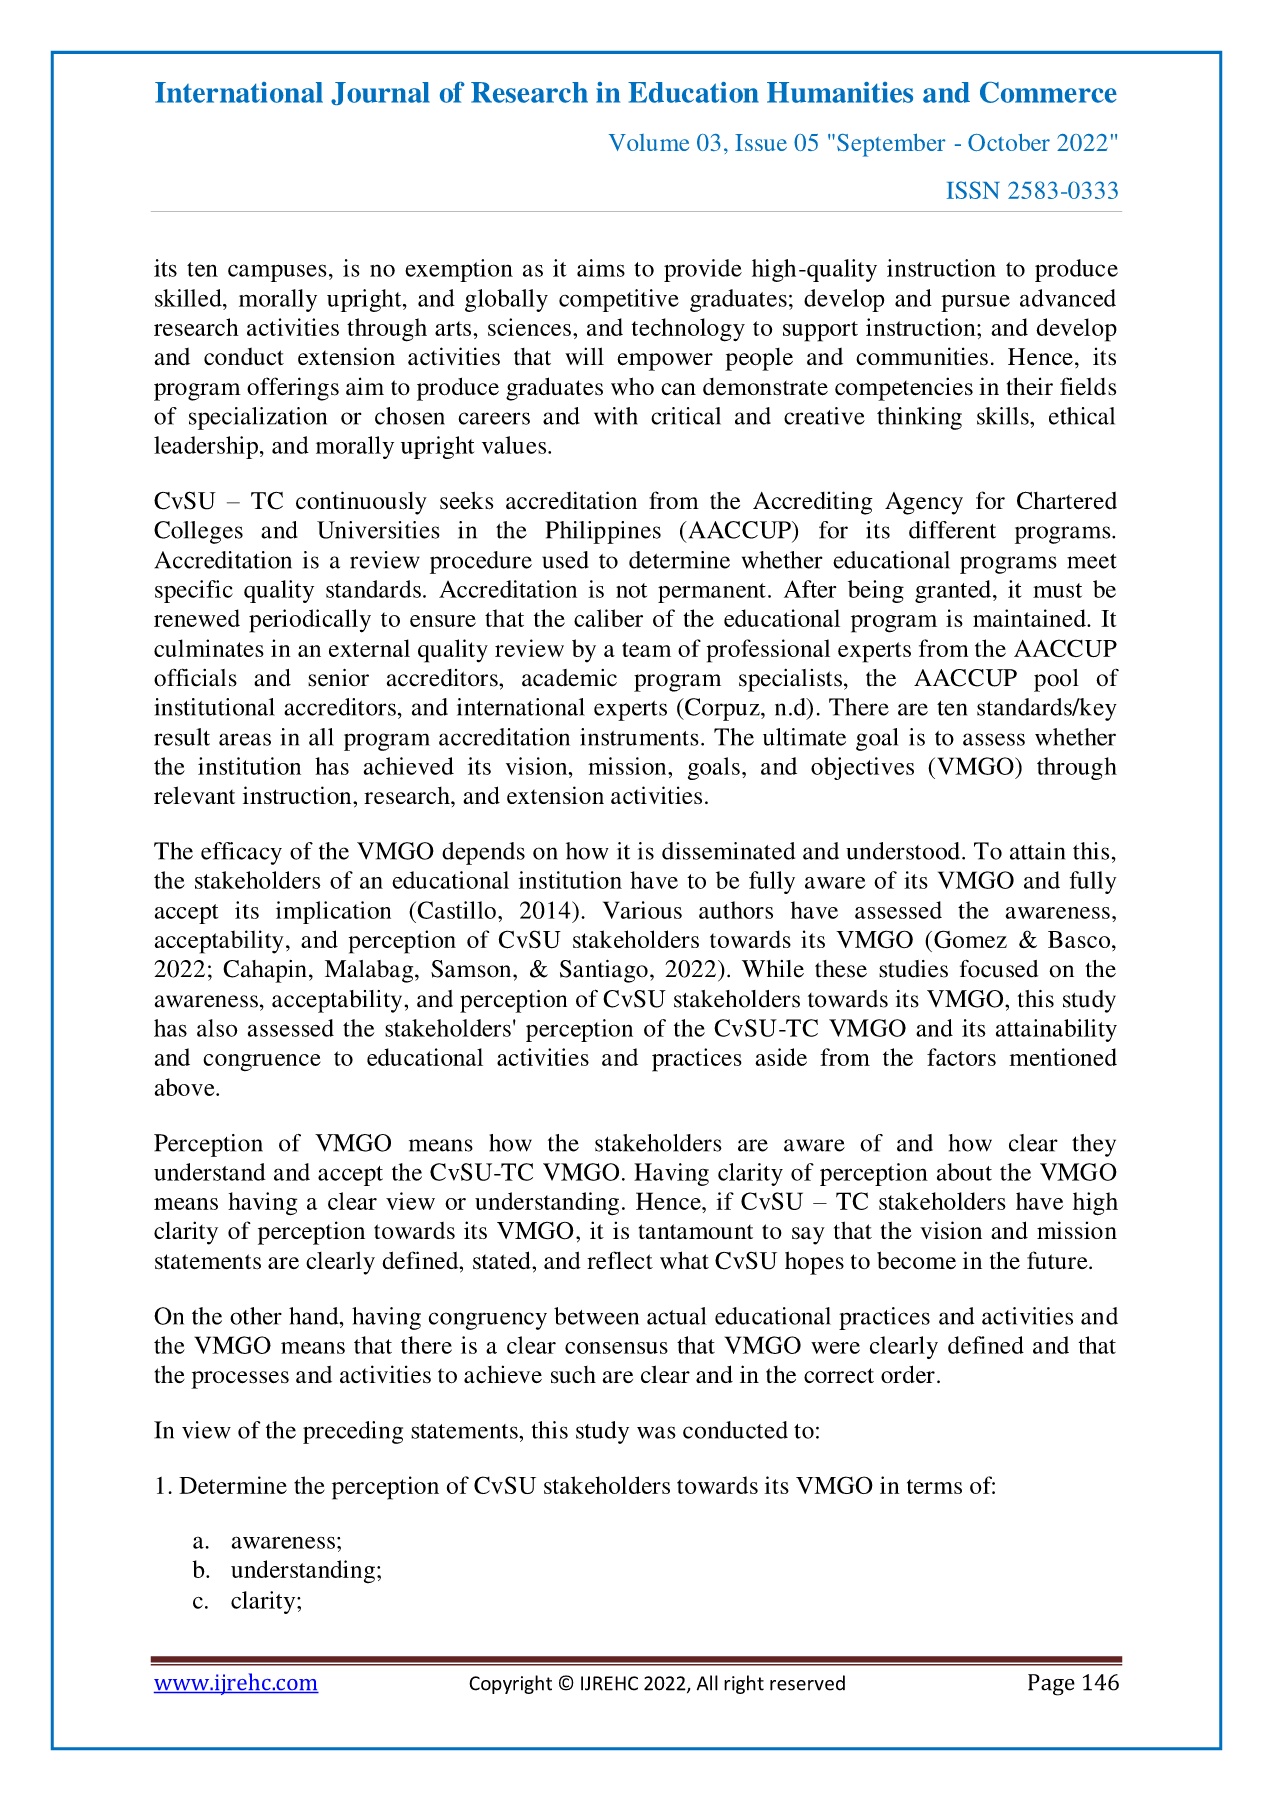 International Journal of Research in Education Humanities and Commerce
Volume 03, Issue 05 "September - October 2022"
ISSN 2583-0333
its ten campuses, is no exemption as it aims to provide high-quality instruction to produce
skilled, morally upright, and globally competitive graduates; develop and pursue advanced
research activities through arts, sciences, and technology to support instruction; and develop
and conduct extension activities that will empower people and communities. Hence, its
program offerings aim to produce graduates who can demonstrate competencies in their fields
of specialization or chosen careers and with critical and creative thinking skills, ethical
leadership, and morally upright values.
CvSU – TC continuously seeks accreditation from the Accrediting Agency for Chartered
Colleges and Universities in the Philippines (AACCUP) for its different programs.
Accreditation is a review procedure used to determine whether educational programs meet
specific quality standards. Accreditation is not permanent. After being granted, it must be
renewed periodically to ensure that the caliber of the educational program is maintained. It
culminates in an external quality review by a team of professional experts from the AACCUP
officials and senior accreditors, academic program specialists, the AACCUP pool of
institutional accreditors, and international experts (Corpuz, n.d). There are ten standards/key
result areas in all program accreditation instruments. The ultimate goal is to assess whether
the institution has achieved its vision, mission, goals, and objectives (VMGO) through
relevant instruction, research, and extension activities.
The efficacy of the VMGO depends on how it is disseminated and understood. To attain this,
the stakeholders of an educational institution have to be fully aware of its VMGO and fully
accept its implication (Castillo, 2014). Various authors have assessed the awareness,
acceptability, and perception of CvSU stakeholders towards its VMGO (Gomez & Basco,
2022; Cahapin, Malabag, Samson, & Santiago, 2022). While these studies focused on the
awareness, acceptability, and perception of CvSU stakeholders towards its VMGO, this study
has also assessed the stakeholders' perception of the CvSU-TC VMGO and its attainability
and congruence to educational activities and practices aside from the factors mentioned
above.
Perception of VMGO means how the stakeholders are aware of and how clear they
understand and accept the CvSU-TC VMGO. Having clarity of perception about the VMGO
means having a clear view or understanding. Hence, if CvSU – TC stakeholders have high
clarity of perception towards its VMGO, it is tantamount to say that the vision and mission
statements are clearly defined, stated, and reflect what CvSU hopes to become in the future.
On the other hand, having congruency between actual educational practices and activities and
the VMGO means that there is a clear consensus that VMGO were clearly defined and that
the processes and activities to achieve such are clear and in the correct order.
In view of the preceding statements, this study was conducted to:
1. Determine the perception of CvSU stakeholders towards its VMGO in terms of:
a. awareness;
b. understanding;
c. clarity;
www.ijrehc.com Copyright © IJREHC 2022, All right reserved Page 146